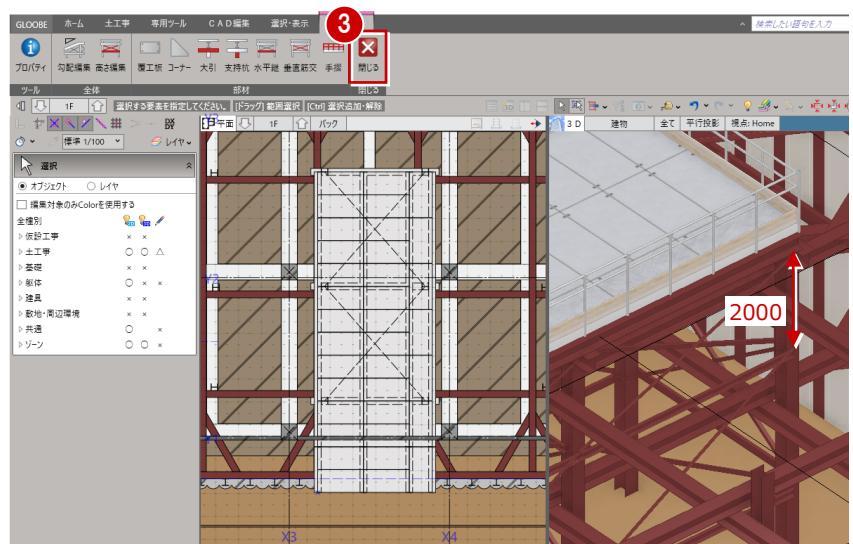 GLOOBE ホーム 土工事 専用ツール CAD編集 選択・表示 検索したい語句を入力
3
プロパティ 勾配編集 高さ編集 覆工板 コーナー 大引 支持杭 水平継 垂直筋交 手摺 閉じる
ツール 全体 部材 閉じる
1F 選択する要素を指定してください。 [ドラッグ] 範囲選択 [Ctrl] 選択追加・解除
平面 1F バック 3D 建物 全て 平行投影 視点: Home
標準 1/100 レイヤ
選択
オブジェクト レイヤ
編集対象のみColorを使用する
全種別
仮設工事 × ×
土工事 ○ ○ △
基礎 × ×
躯体 ○ × ×
建具 × ×
敷地・周辺環境 × ×
共通 ○ ×
ゾーン ○ ○ ×
Y3
Y2
Y1
X3 X4
2000